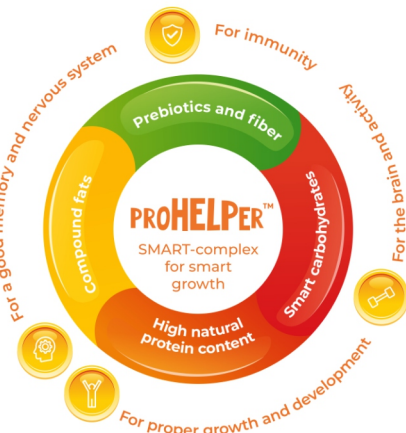 For immunity
Prebiotics and fiber
For the brain and activity
Smart carbohydrates
PROHELPER™
SMART-complex
for smart
growth
Compound fats
For a good memory and nervous system
High natural
protein content
For proper growth and development